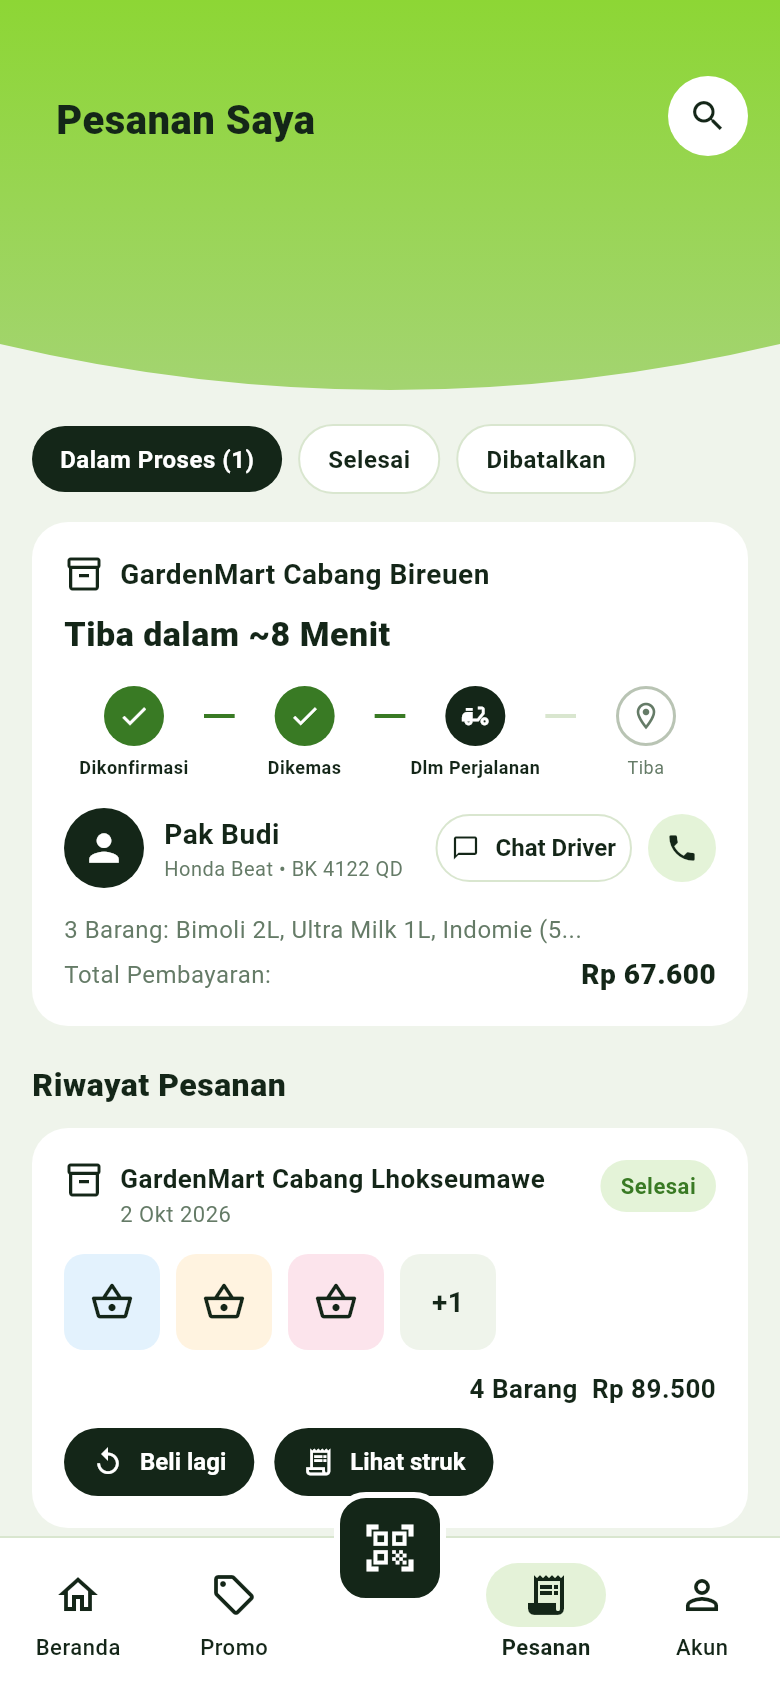 Pesanan Saya
Dalam Proses (1)
Selesai
Dibatalkan
GardenMart Cabang Bireuen
Tiba dalam ~8 Menit
Dikonfirmasi
Dikemas
Dlm Perjalanan
Tiba
Pak Budi
Honda Beat • BK 4122 QD
Chat Driver
3 Barang: Bimoli 2L, Ultra Milk 1L, Indomie (5...
Total Pembayaran:
Rp 67.600
Riwayat Pesanan
GardenMart Cabang Lhokseumawe
2 Okt 2026
Selesai
+1
4 Barang Rp 89.500
Beli lagi
Lihat struk
Beranda
Promo
Pesanan
Akun